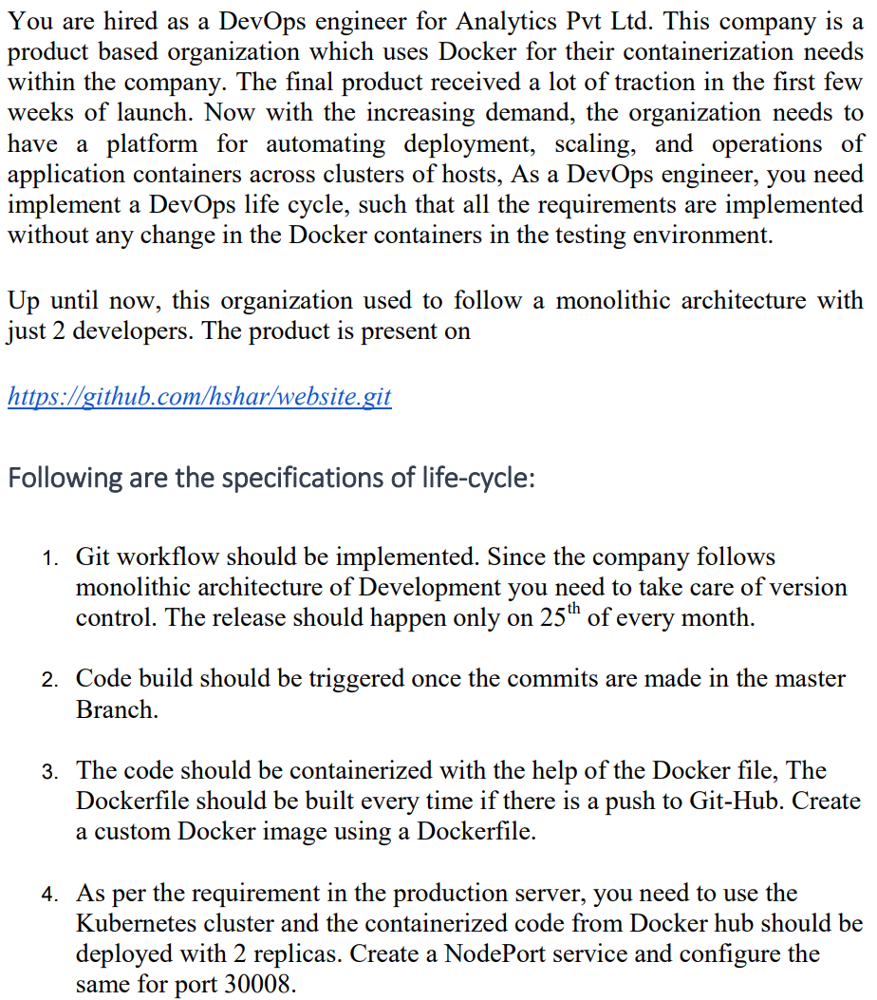 You are hired as a DevOps engineer for Analytics Pvt Ltd. This company is a
product based organization which uses Docker for their containerization needs
within the company. The final product received a lot of traction in the first few
weeks of launch. Now with the increasing demand, the organization needs to
have a platform for automating deployment, scaling, and operations of
application containers across clusters of hosts, As a DevOps engineer, you need
implement a DevOps life cycle, such that all the requirements are implemented
without any change in the Docker containers in the testing environment.
Up until now, this organization used to follow a monolithic architecture with
just 2 developers. The product is present on
https://github.com/hshar/website.git
Following are the specifications of life-cycle:
1. Git workflow should be implemented. Since the company follows
monolithic architecture of Development you need to take care of version
control. The release should happen only on 25th of every month.
2. Code build should be triggered once the commits are made in the master
Branch.
3. The code should be containerized with the help of the Docker file, The
Dockerfile should be built every time if there is a push to Git-Hub. Create
a custom Docker image using a Dockerfile.
4. As per the requirement in the production server, you need to use the
Kubernetes cluster and the containerized code from Docker hub should be
deployed with 2 replicas. Create a NodePort service and configure the
same for port 30008.